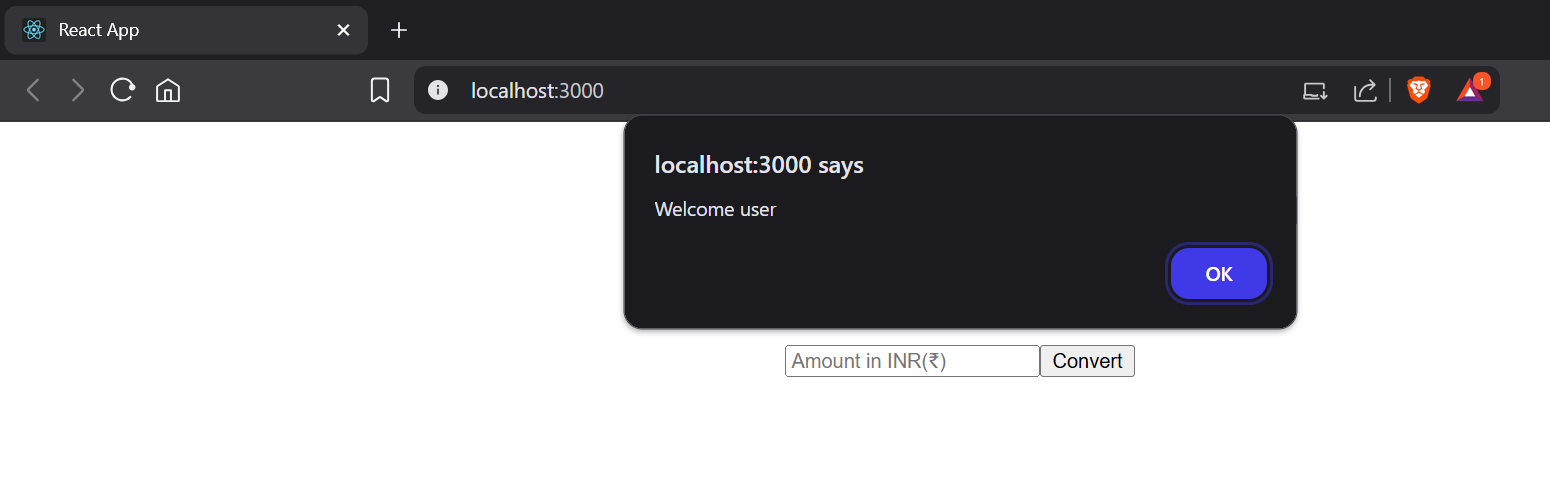 React App
localhost:3000
1
localhost:3000 says
Welcome user
OK
Amount in INR(₹)
Convert